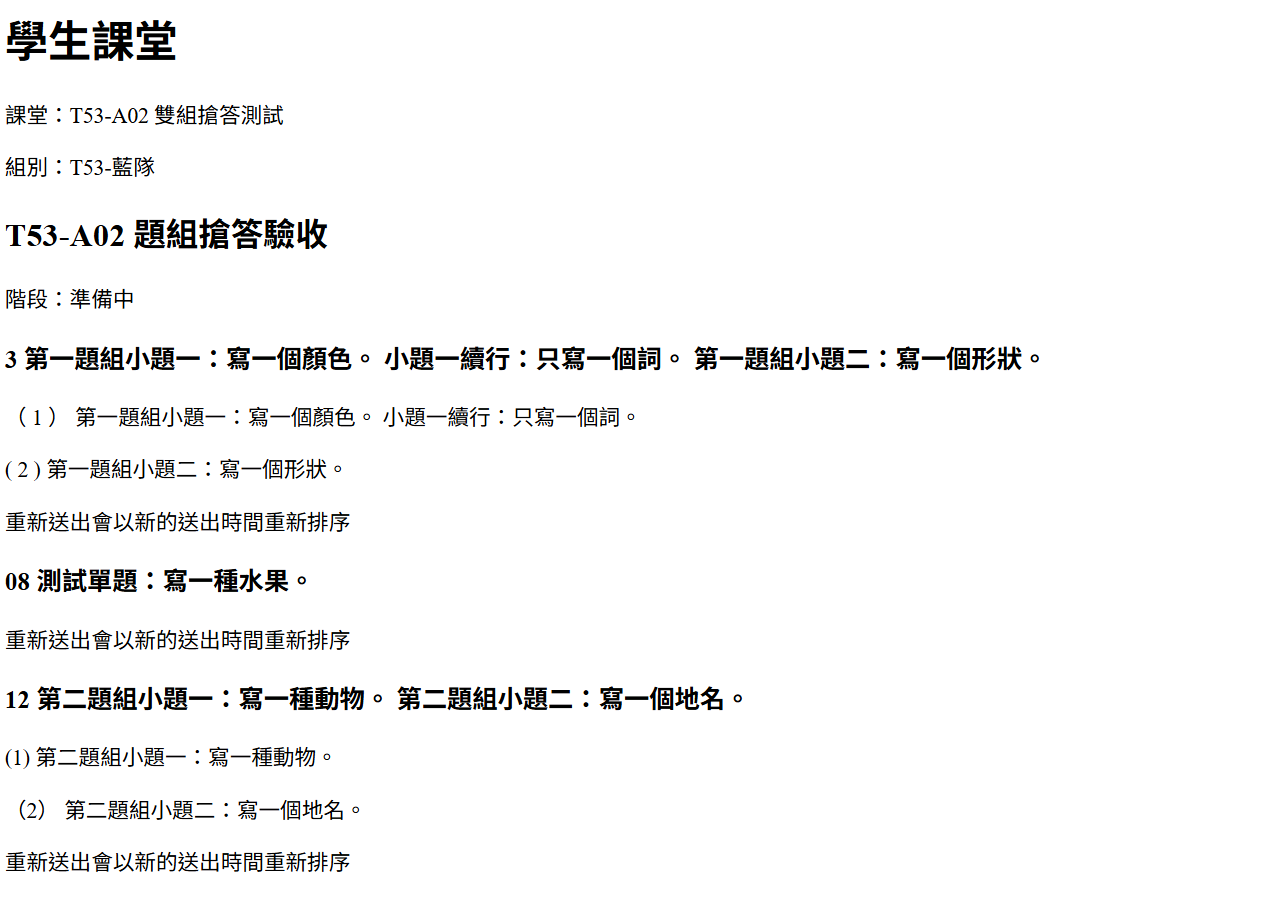 學生課堂
課堂：T53-A02 雙組搶答測試
組別：T53-藍隊
T53-A02 題組搶答驗收
階段：準備中
3 第一題組小題一：寫一個顏色。 小題一續行：只寫一個詞。 第一題組小題二：寫一個形狀。
（ 1 ） 第一題組小題一：寫一個顏色。 小題一續行：只寫一個詞。
( 2 ) 第一題組小題二：寫一個形狀。
重新送出會以新的送出時間重新排序
08 測試單題：寫一種水果。
重新送出會以新的送出時間重新排序
12 第二題組小題一：寫一種動物。 第二題組小題二：寫一個地名。
(1) 第二題組小題一：寫一種動物。
（2） 第二題組小題二：寫一個地名。
重新送出會以新的送出時間重新排序